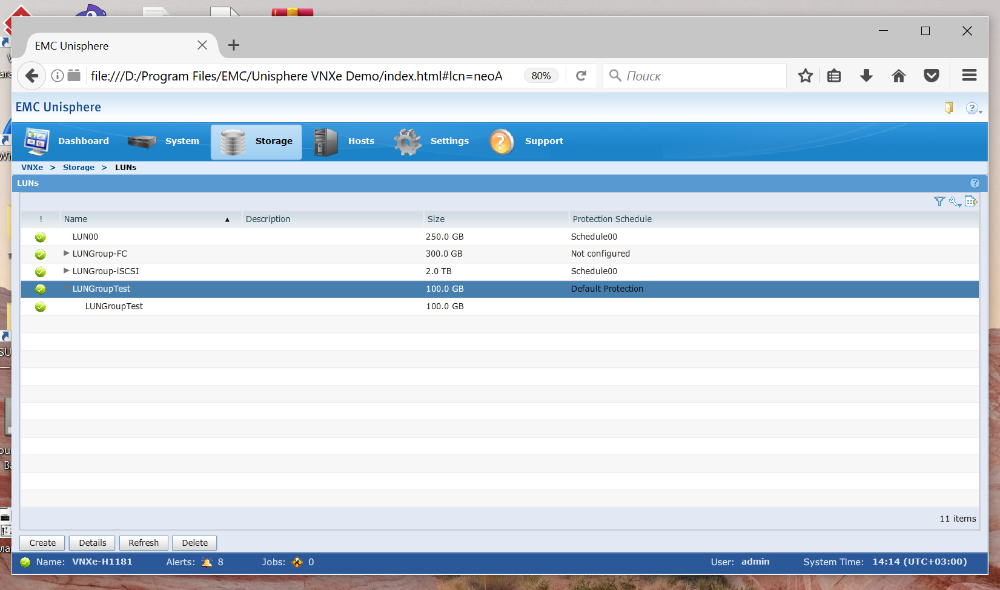 EMC Unisphere
file:///D:/Program Files/EMC/Unisphere VNXe Demo/index.html#lcn=neoA
80%
Поиск
EMC Unisphere
Dashboard
System
Storage
Hosts
Settings
Support
VNXe > Storage > LUNs
LUNs
! Name Description Size Protection Schedule
LUN00 250.0 GB Schedule00
LUNGroup-FC 300.0 GB Not configured
LUNGroup-iSCSI 2.0 TB Schedule00
LUNGroupTest 100.0 GB Default Protection
LUNGroupTest 100.0 GB
11 items
Create Details Refresh Delete
Name: VNXe-H1181 Alerts: 8 Jobs: 0 User: admin System Time: 14:14 (UTC+03:00)